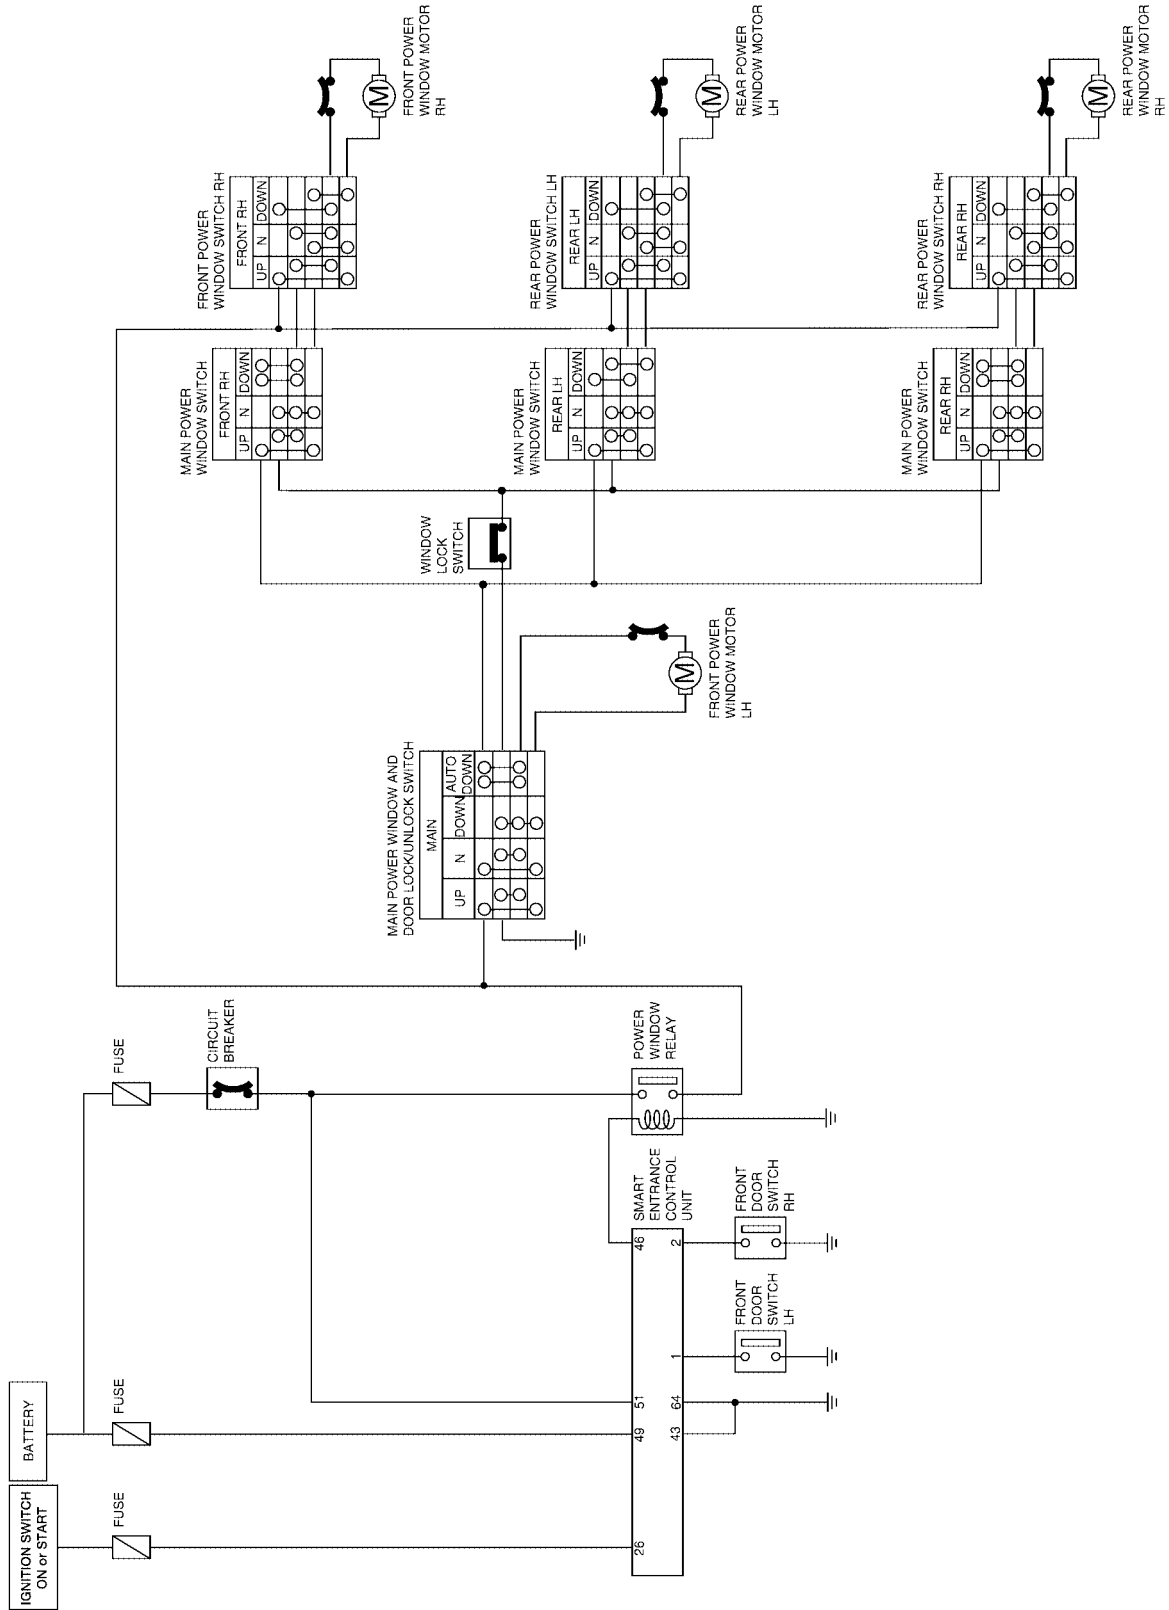 IGNITION SWITCH
ON or START
BATTERY
FUSE
FUSE
FUSE
CIRCUIT
BREAKER
26
49
51
46
43
64
1
2
SMART
ENTRANCE
CONTROL
UNIT
FRONT
DOOR
SWITCH
LH
FRONT
DOOR
SWITCH
RH
POWER
WINDOW
RELAY
MAIN POWER WINDOW AND
DOOR LOCK/UNLOCK SWITCH
MAIN
UP N DOWN AUTO
DOWN
M
FRONT POWER
WINDOW MOTOR
LH
WINDOW
LOCK
SWITCH
MAIN POWER
WINDOW SWITCH
FRONT RH
UP N DOWN
FRONT POWER
WINDOW SWITCH RH
FRONT RH
UP N DOWN
M
FRONT POWER
WINDOW MOTOR
RH
MAIN POWER
WINDOW SWITCH
REAR LH
UP N DOWN
REAR POWER
WINDOW SWITCH LH
REAR LH
UP N DOWN
M
REAR POWER
WINDOW MOTOR
LH
MAIN POWER
WINDOW SWITCH
REAR RH
UP N DOWN
REAR POWER
WINDOW SWITCH RH
REAR RH
UP N DOWN
M
REAR POWER
WINDOW MOTOR
RH